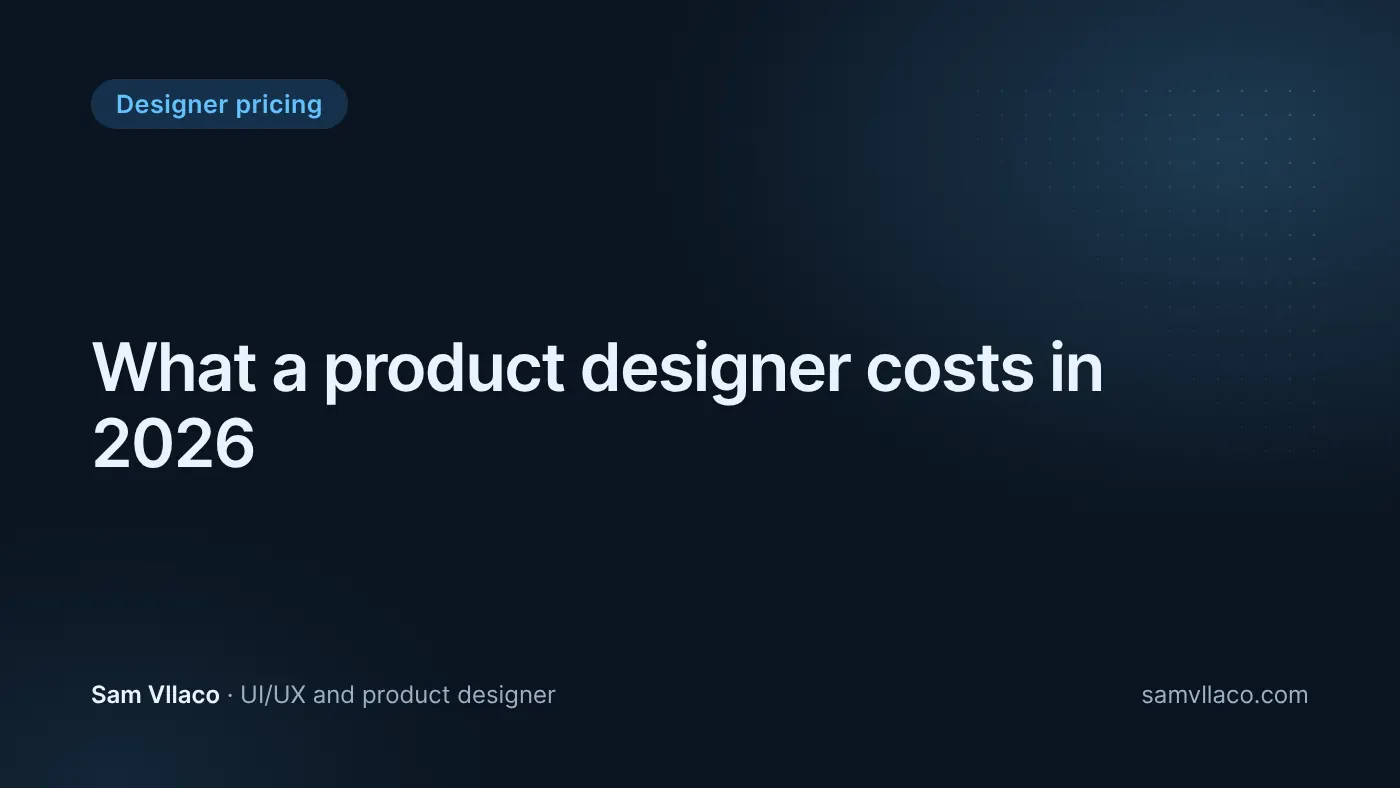 Designer pricing
What a product designer costs in
2026
Sam Vllaco · UI/UX and product designer
samvllaco.com